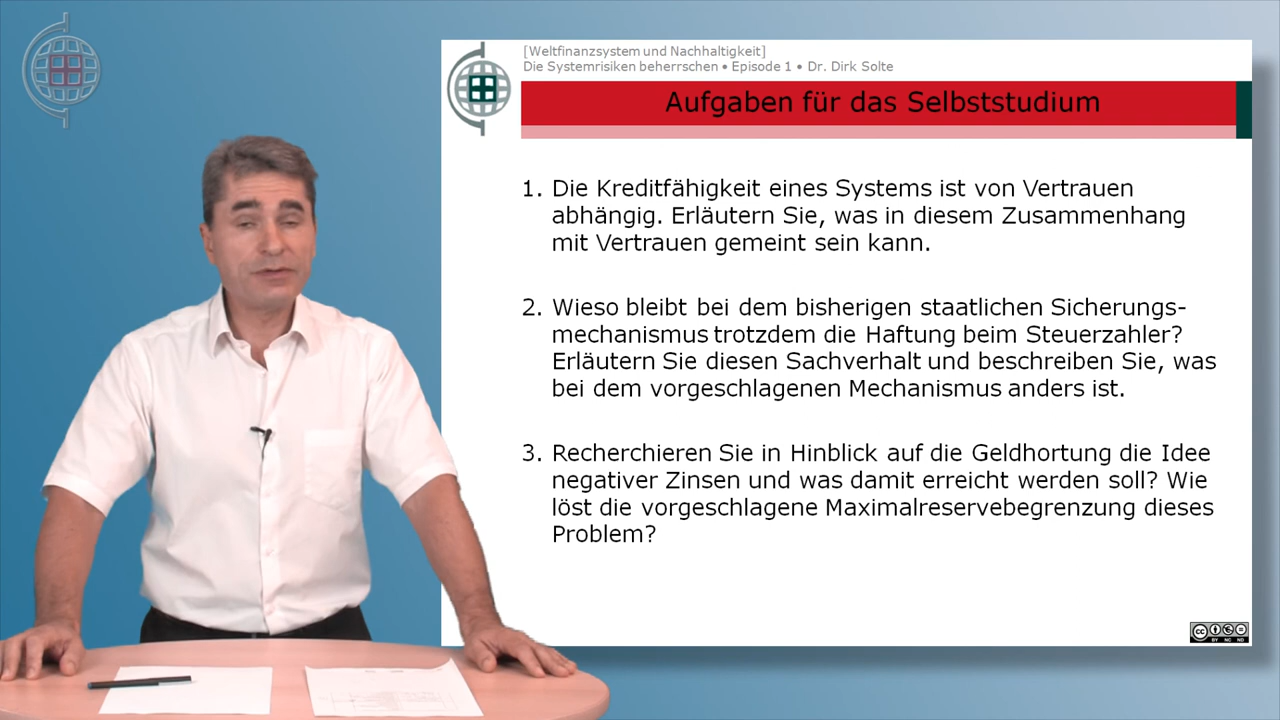 [Weltfinanzsystem und Nachhaltigkeit]
Die Systemrisiken beherrschen • Episode 1 • Dr. Dirk Solte
Aufgaben für das Selbststudium
1. Die Kreditfähigkeit eines Systems ist von Vertrauen
abhängig. Erläutern Sie, was in diesem Zusammenhang
mit Vertrauen gemeint sein kann.
2. Wieso bleibt bei dem bisherigen staatlichen Sicherungs-
mechanismus trotzdem die Haftung beim Steuerzahler?
Erläutern Sie diesen Sachverhalt und beschreiben Sie, was
bei dem vorgeschlagenen Mechanismus anders ist.
3. Recherchieren Sie in Hinblick auf die Geldhortung die Idee
negativer Zinsen und was damit erreicht werden soll? Wie
löst die vorgeschlagene Maximalreservebegrenzung dieses
Problem?
cc
BY NC ND